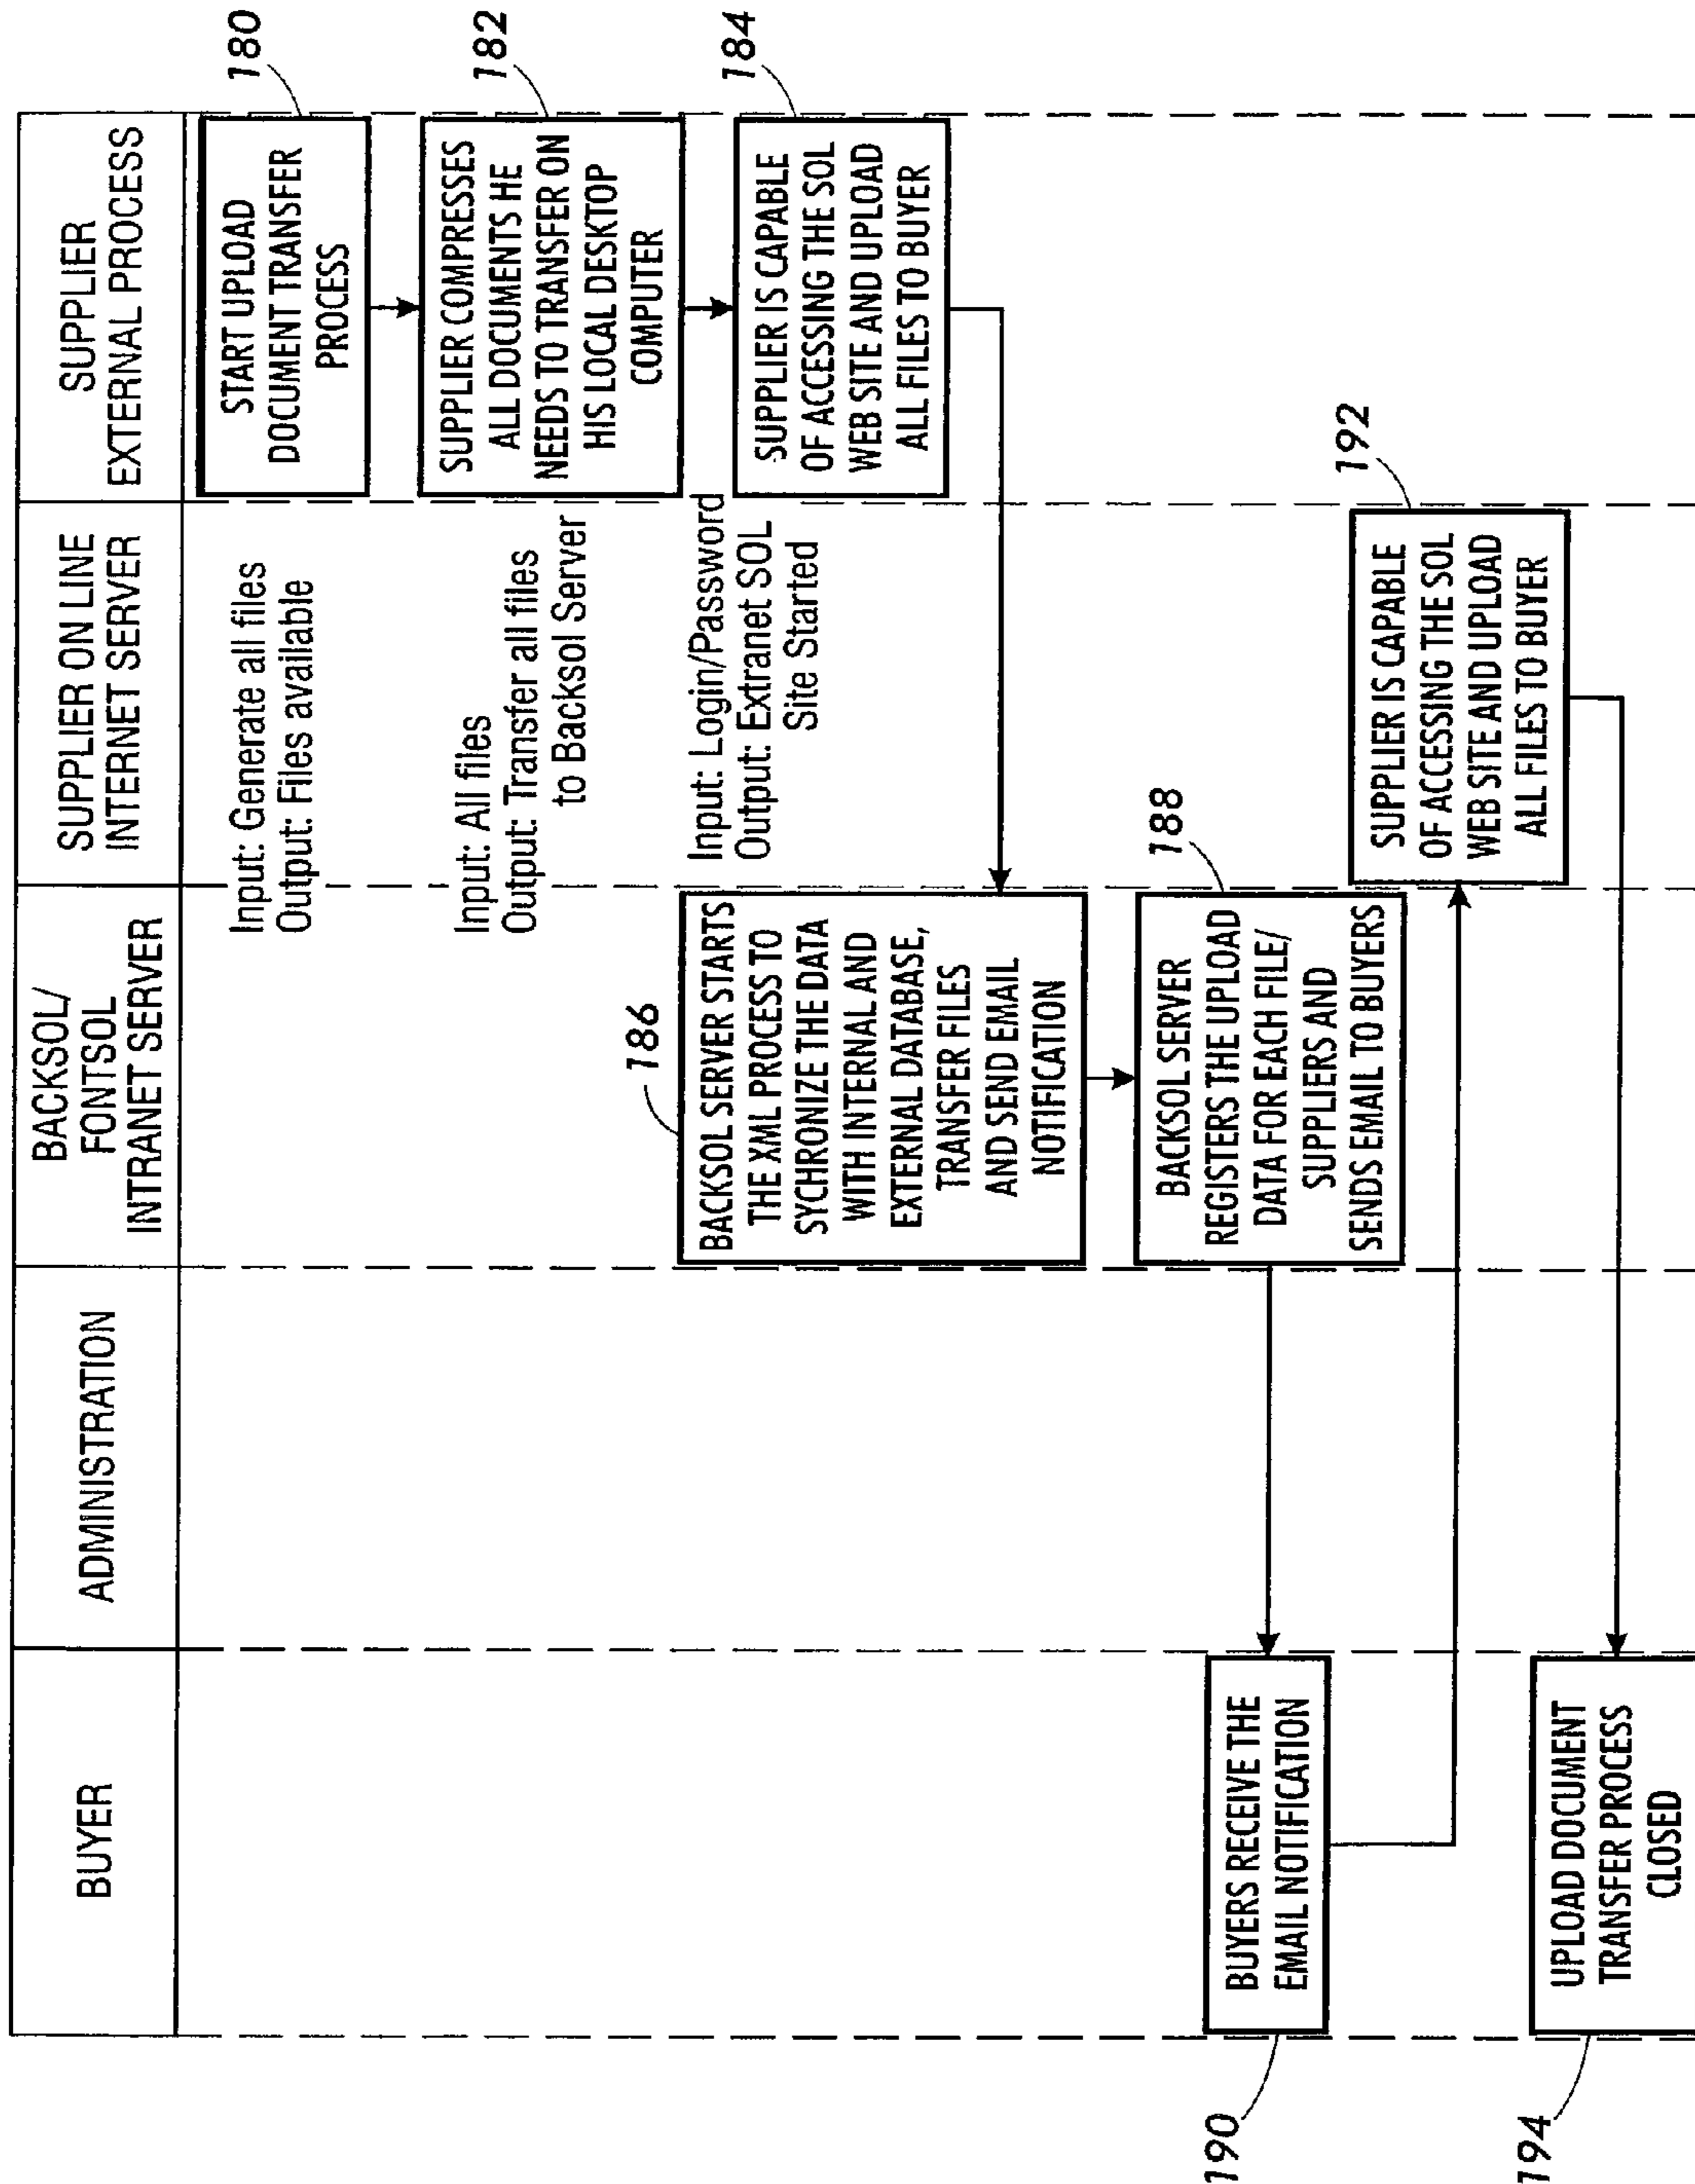 BUYER
ADMINISTRATION
BACKSOL/
FONTSOL
INTRANET SERVER
SUPPLIER ON LINE
INTERNET SERVER
SUPPLIER
EXTERNAL PROCESS
START UPLOAD
DOCUMENT TRANSFER
PROCESS
180
Input: Generate all files
Output: Files available
SUPPLIER COMPRESSES
ALL DOCUMENTS HE
NEEDS TO TRANSFER ON
HIS LOCAL DESKTOP
COMPUTER
182
Input: All files
Output: Transfer all files
to Backsol Server
SUPPLIER IS CAPABLE
OF ACCESSING THE SOL
WEB SITE AND UPLOAD
ALL FILES TO BUYER
184
Input: Login/Password
Output: Extranet SOL
Site Started
186
BACKSOL SERVER STARTS
THE XML PROCESS TO
SYCHRONIZE THE DATA
WITH INTERNAL AND
EXTERNAL DATABASE,
TRANSFER FILES
AND SEND EMAIL
NOTIFICATION
188
BACKSOL SERVER
REGISTERS THE UPLOAD
DATA FOR EACH FILE/
SUPPLIERS AND
SENDS EMAIL TO BUYERS
190
BUYERS RECEIVE THE
EMAIL NOTIFICATION
192
SUPPLIER IS CAPABLE
OF ACCESSING THE SOL
WEB SITE AND UPLOAD
ALL FILES TO BUYER
194
UPLOAD DOCUMENT
TRANSFER PROCESS
CLOSED